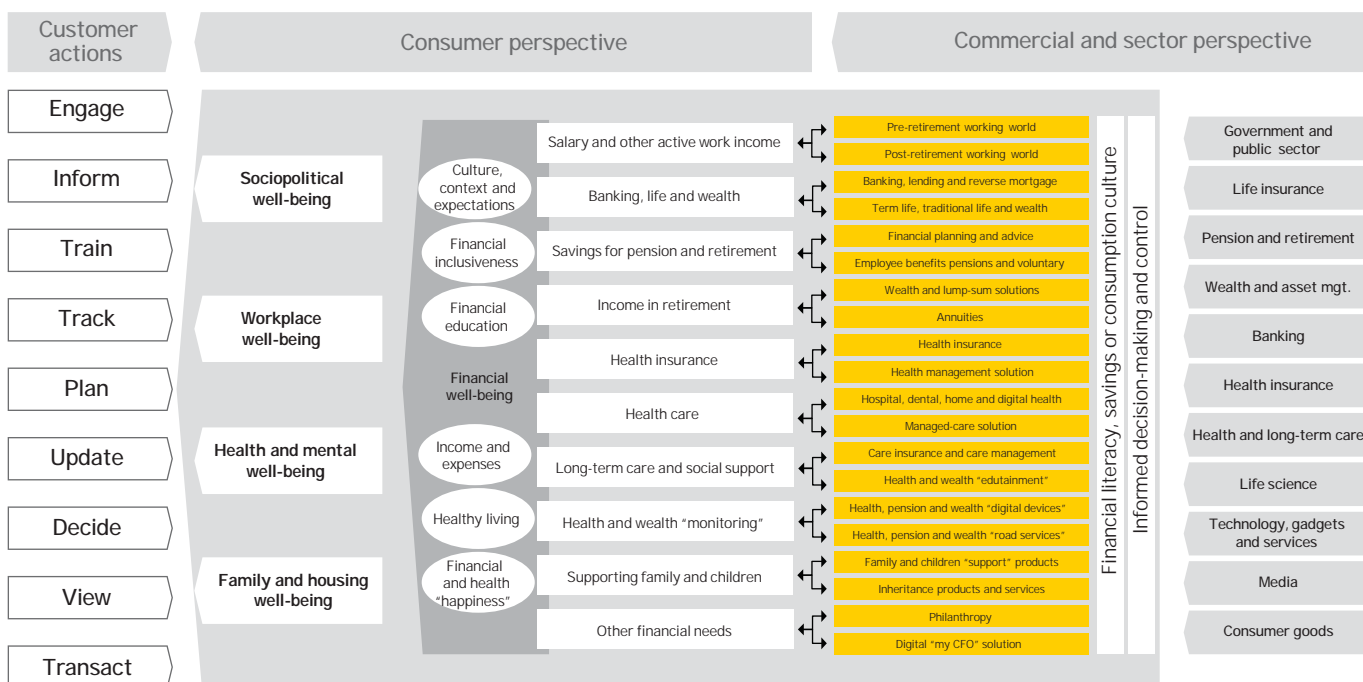 Customer
actions
Consumer perspective
Commercial and sector perspective
Engage
Inform
Train
Track
Plan
Update
Decide
View
Transact
Sociopolitical
well-being
Workplace
well-being
Health and mental
well-being
Family and housing
well-being
Culture,
context and
expectations
Financial
inclusiveness
Financial
education
Financial
well-being
Income and
expenses
Healthy living
Financial
and health
"happiness"
Salary and other active work income
Banking, life and wealth
Savings for pension and retirement
Income in retirement
Health insurance
Health care
Long-term care and social support
Health and wealth "monitoring"
Supporting family and children
Other financial needs
Pre-retirement working world
Post-retirement working world
Banking, lending and reverse mortgage
Term life, traditional life and wealth
Financial planning and advice
Employee benefits pensions and voluntary
Wealth and lump-sum solutions
Annuities
Health insurance
Health management solution
Hospital, dental, home and digital health
Managed-care solution
Care insurance and care management
Health and wealth "edutainment"
Health, pension and wealth "digital devices"
Health, pension and wealth "road services"
Family and children "support" products
Inheritance products and services
Philanthropy
Digital "my CFO" solution
Financial literacy, savings or consumption culture
Informed decision-making and control
Government and
public sector
Life insurance
Pension and retirement
Wealth and asset mgt.
Banking
Health insurance
Health and long-term care
Life science
Technology, gadgets
and services
Media
Consumer goods